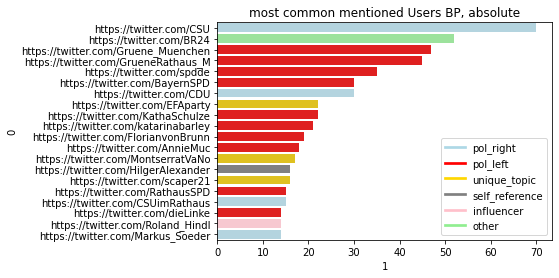 most common mentioned Users BP, absolute
https://twitter.com/CSU
https://twitter.com/BR24
https://twitter.com/Gruene_Muenchen
https://twitter.com/GrueneRathaus_M
https://twitter.com/spdde
https://twitter.com/BayernSPD
https://twitter.com/CDU
https://twitter.com/EFAparty
https://twitter.com/KathaSchulze
https://twitter.com/katarinabarley
https://twitter.com/FlorianvonBrunn
https://twitter.com/AnnieMuc
https://twitter.com/MontserratVaNo
https://twitter.com/HilgerAlexander
https://twitter.com/scaper21
https://twitter.com/RathausSPD
https://twitter.com/CSUimRathaus
https://twitter.com/dieLinke
https://twitter.com/Roland_Hindl
https://twitter.com/Markus_Soeder
0
pol_right
pol_left
unique_topic
self_reference
influencer
other
0 10 20 30 40 50 60 70
1